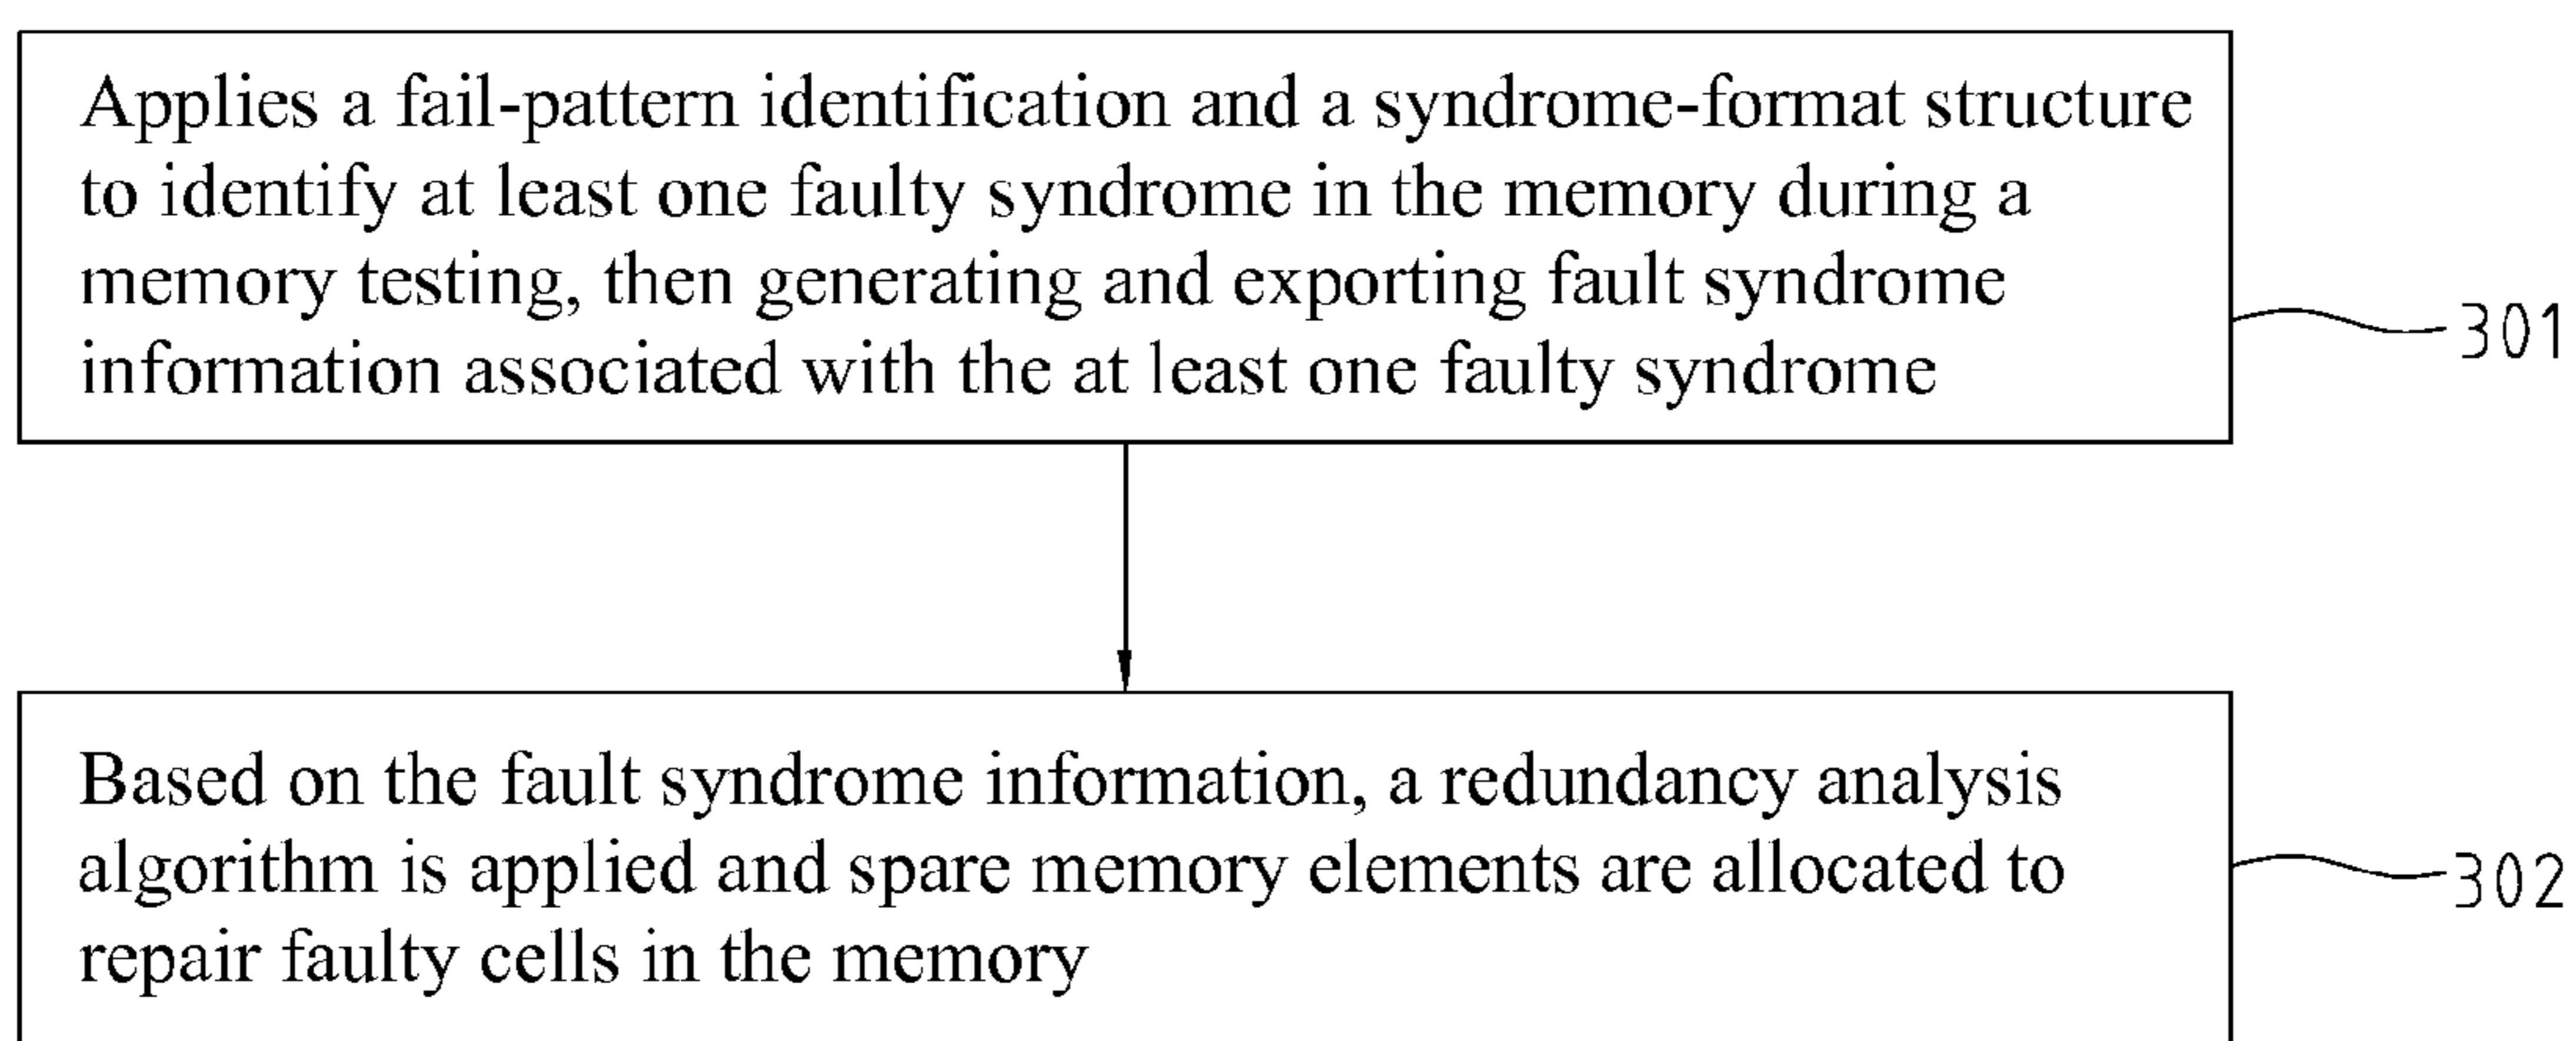 Applies a fail-pattern identification and a syndrome-format structure
to identify at least one faulty syndrome in the memory during a
memory testing, then generating and exporting fault syndrome
information associated with the at least one faulty syndrome
301
Based on the fault syndrome information, a redundancy analysis
algorithm is applied and spare memory elements are allocated to
repair faulty cells in the memory
302